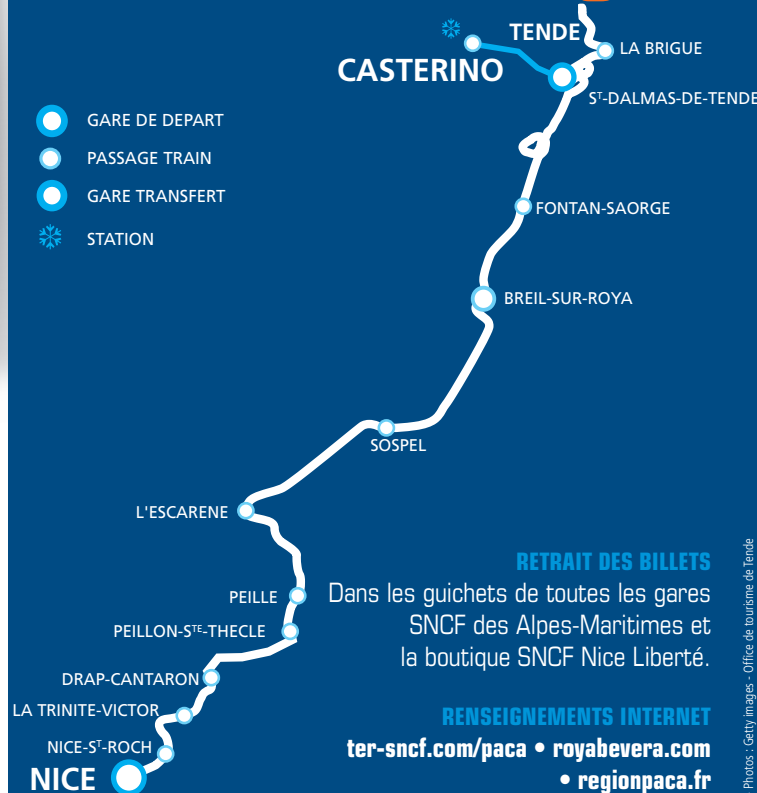 TENDE
LA BRIGUE
CASTERINO
Sᵀ-DALMAS-DE-TENDE
GARE DE DEPART
PASSAGE TRAIN
GARE TRANSFERT
STATION
FONTAN-SAORGE
BREIL-SUR-ROYA
SOSPEL
L'ESCARENE
PEILLE
PEILLON-Sᵀᴱ-THECLE
DRAP-CANTARON
LA TRINITE-VICTOR
NICE-Sᵀ-ROCH
NICE
RETRAIT DES BILLETS
Dans les guichets de toutes les gares
SNCF des Alpes-Maritimes et
la boutique SNCF Nice Liberté.
RENSEIGNEMENTS INTERNET
ter-sncf.com/paca • royabevera.com
• regionpaca.fr
Photos : Getty images - Office de tourisme de Tende